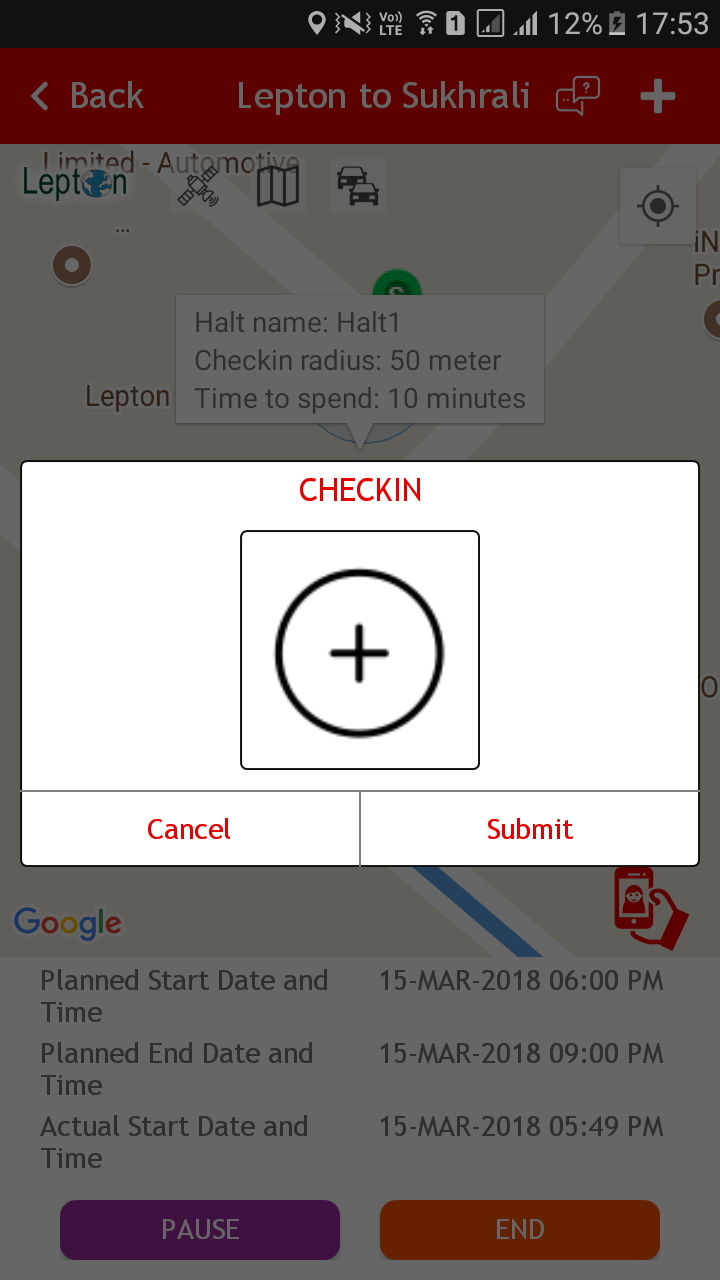 Vo)) LTE 1 12% 17:53
Back Lepton to Sukhrali ?
Limited - Automotive
Lepton
...
iN
Pr
S
Halt name: Halt1
Checkin radius: 50 meter
Time to spend: 10 minutes
Lepton
CHECKIN
Cancel Submit
Google
Planned Start Date and Time 15-MAR-2018 06:00 PM
Planned End Date and Time 15-MAR-2018 09:00 PM
Actual Start Date and Time 15-MAR-2018 05:49 PM
PAUSE END